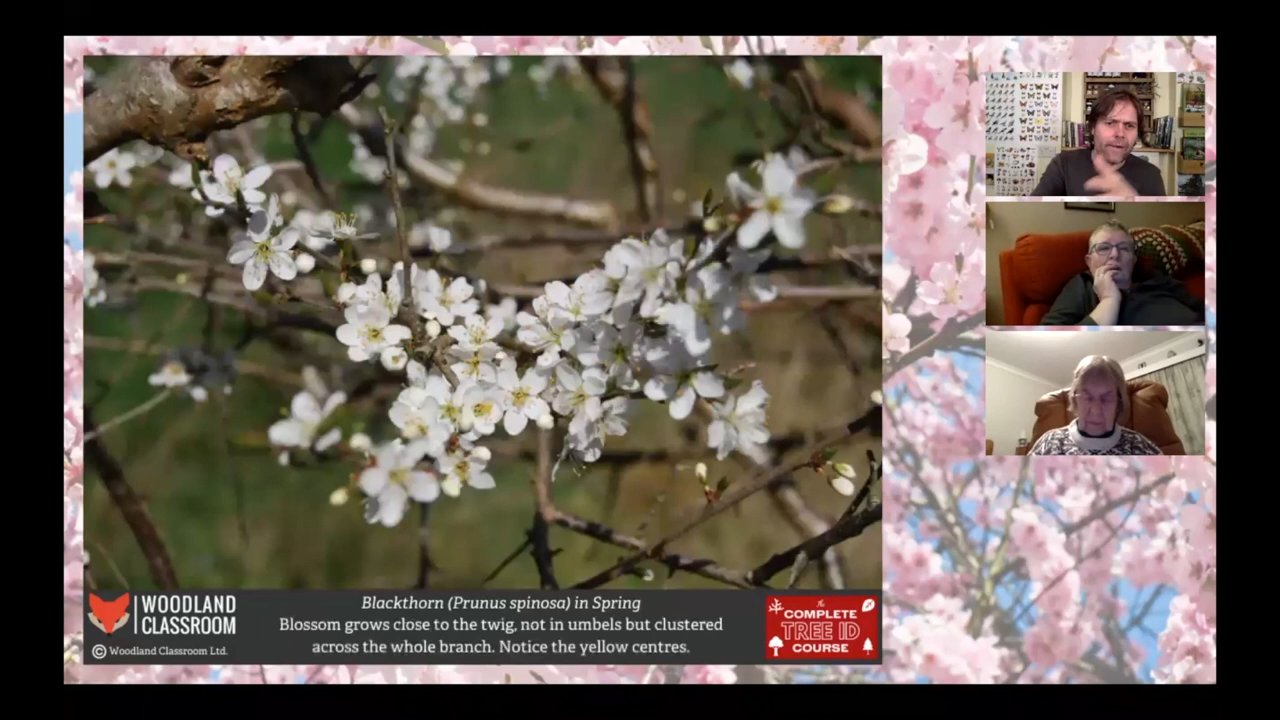 Blackthorn (Prunus spinosa) in Spring
Blossom grows close to the twig, not in umbels but clustered
across the whole branch. Notice the yellow centres.
WOODLAND
CLASSROOM
© Woodland Classroom Ltd.
The
COMPLETE
TREE ID
COURSE